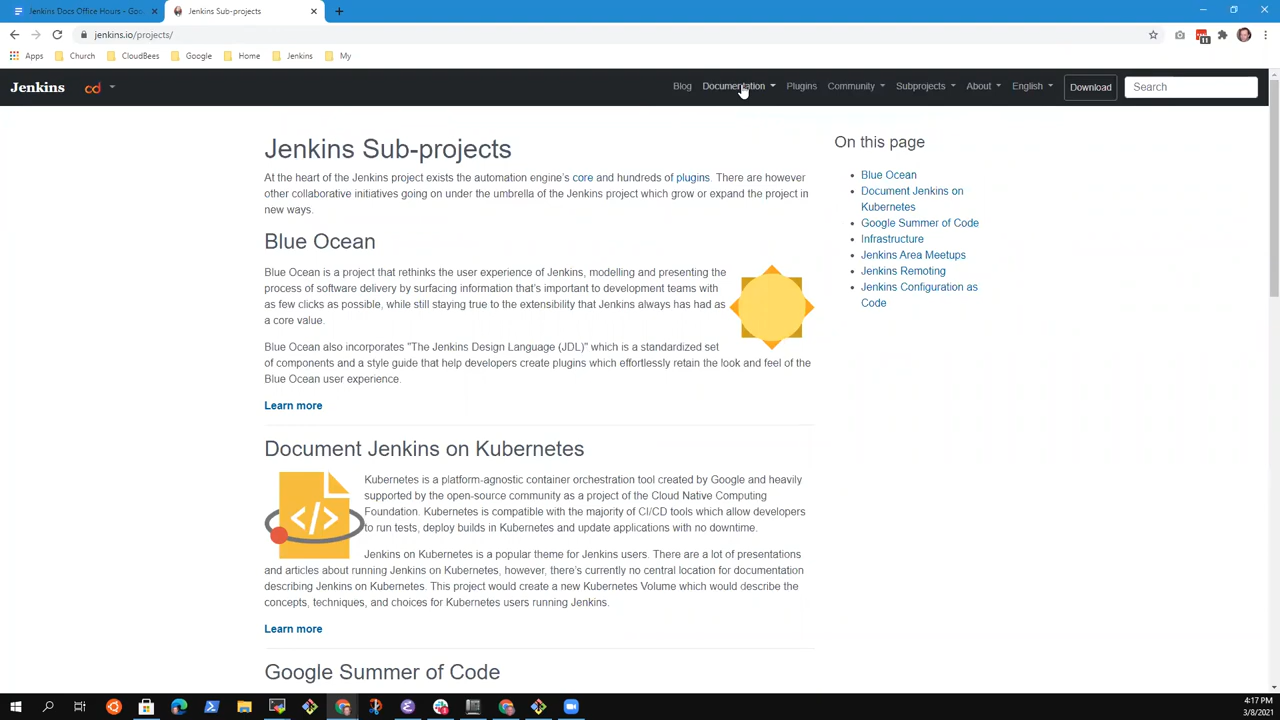 Jenkins Docs Office Hours - Goo
Jenkins Sub-projects
jenkins.io/projects/
11
Apps
Church
CloudBees
Google
Home
Jenkins
My
Jenkins
cd
Blog
Documentation
Plugins
Community
Subprojects
About
English
Download
Search
Jenkins Sub-projects
At the heart of the Jenkins project exists the automation engine's core and hundreds of plugins. There are however
other collaborative initiatives going on under the umbrella of the Jenkins project which grow or expand the project in
new ways.
Blue Ocean
Blue Ocean is a project that rethinks the user experience of Jenkins, modelling and presenting the
process of software delivery by surfacing information that's important to development teams with
as few clicks as possible, while still staying true to the extensibility that Jenkins always has had as
a core value.
Blue Ocean also incorporates "The Jenkins Design Language (JDL)" which is a standardized set
of components and a style guide that help developers create plugins which effortlessly retain the look and feel of the
Blue Ocean user experience.
Learn more
Document Jenkins on Kubernetes
</>
Kubernetes is a platform-agnostic container orchestration tool created by Google and heavily
supported by the open-source community as a project of the Cloud Native Computing
Foundation. Kubernetes is compatible with the majority of CI/CD tools which allow developers
to run tests, deploy builds in Kubernetes and update applications with no downtime.
Jenkins on Kubernetes is a popular theme for Jenkins users. There are a lot of presentations
and articles about running Jenkins on Kubernetes, however, there's currently no central location for documentation
describing Jenkins on Kubernetes. This project would create a new Kubernetes Volume which would describe the
concepts, techniques, and choices for Kubernetes users running Jenkins.
Learn more
Google Summer of Code
On this page
Blue Ocean
Document Jenkins on
Kubernetes
Google Summer of Code
Infrastructure
Jenkins Area Meetups
Jenkins Remoting
Jenkins Configuration as
Code
4:17 PM
3/8/2021